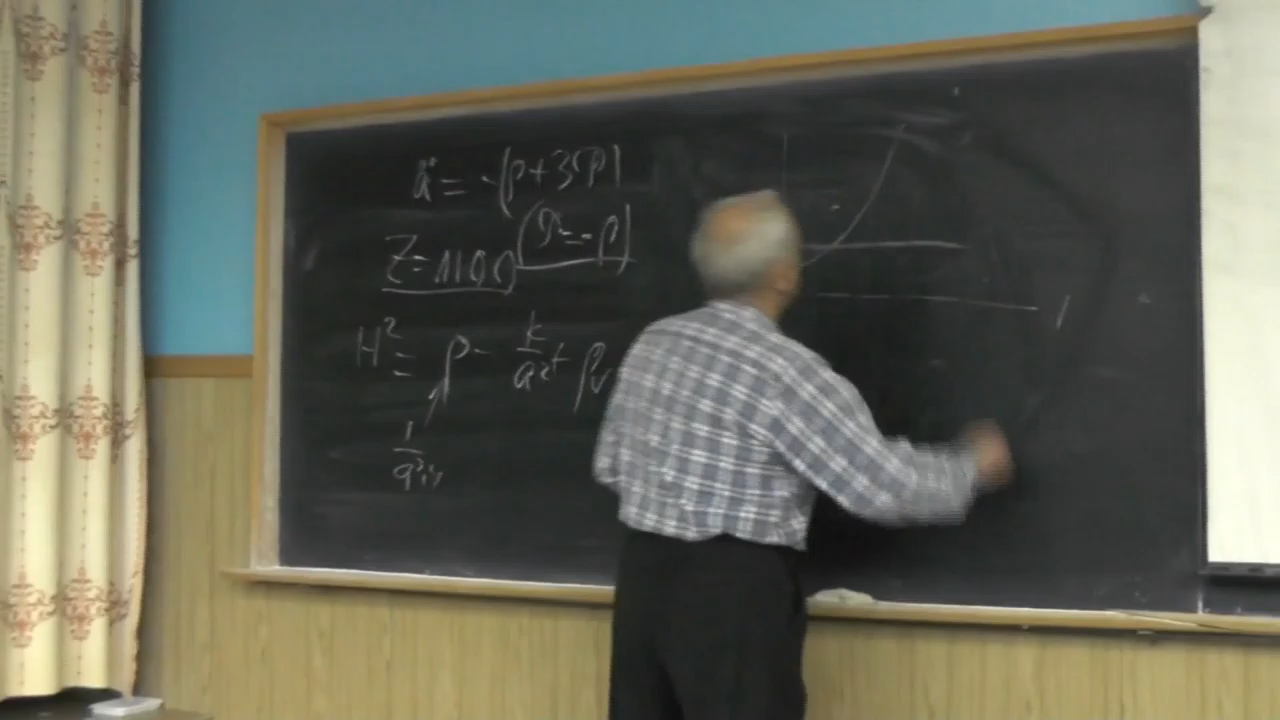 ä = -(ρ + 3𝒫)
Z = 1100 (𝒫 = -ρ)
H² = ρ - k/a² + ρv
1/a³